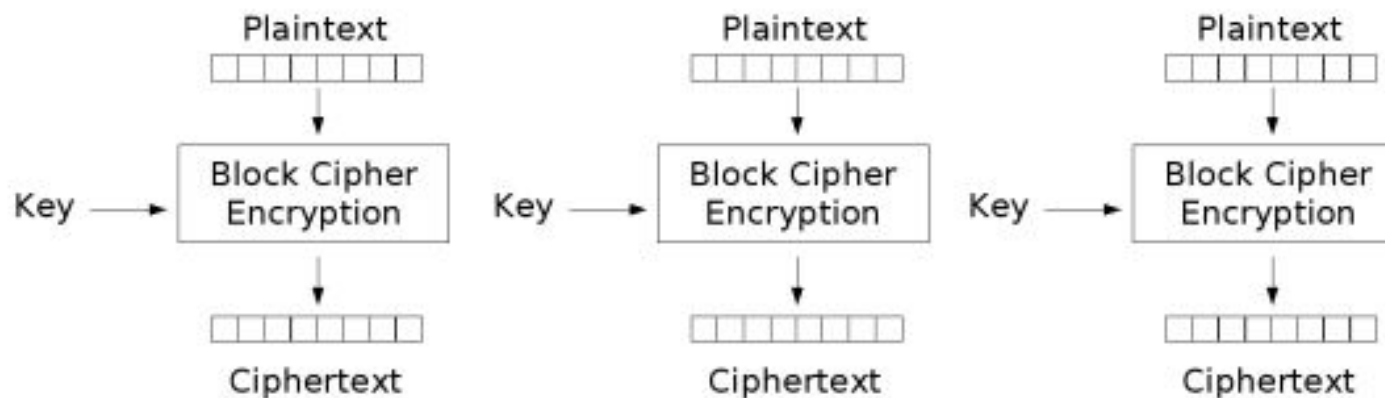 Plaintext
Plaintext
Plaintext
Key
Block Cipher
Encryption
Key
Block Cipher
Encryption
Key
Block Cipher
Encryption
Ciphertext
Ciphertext
Ciphertext